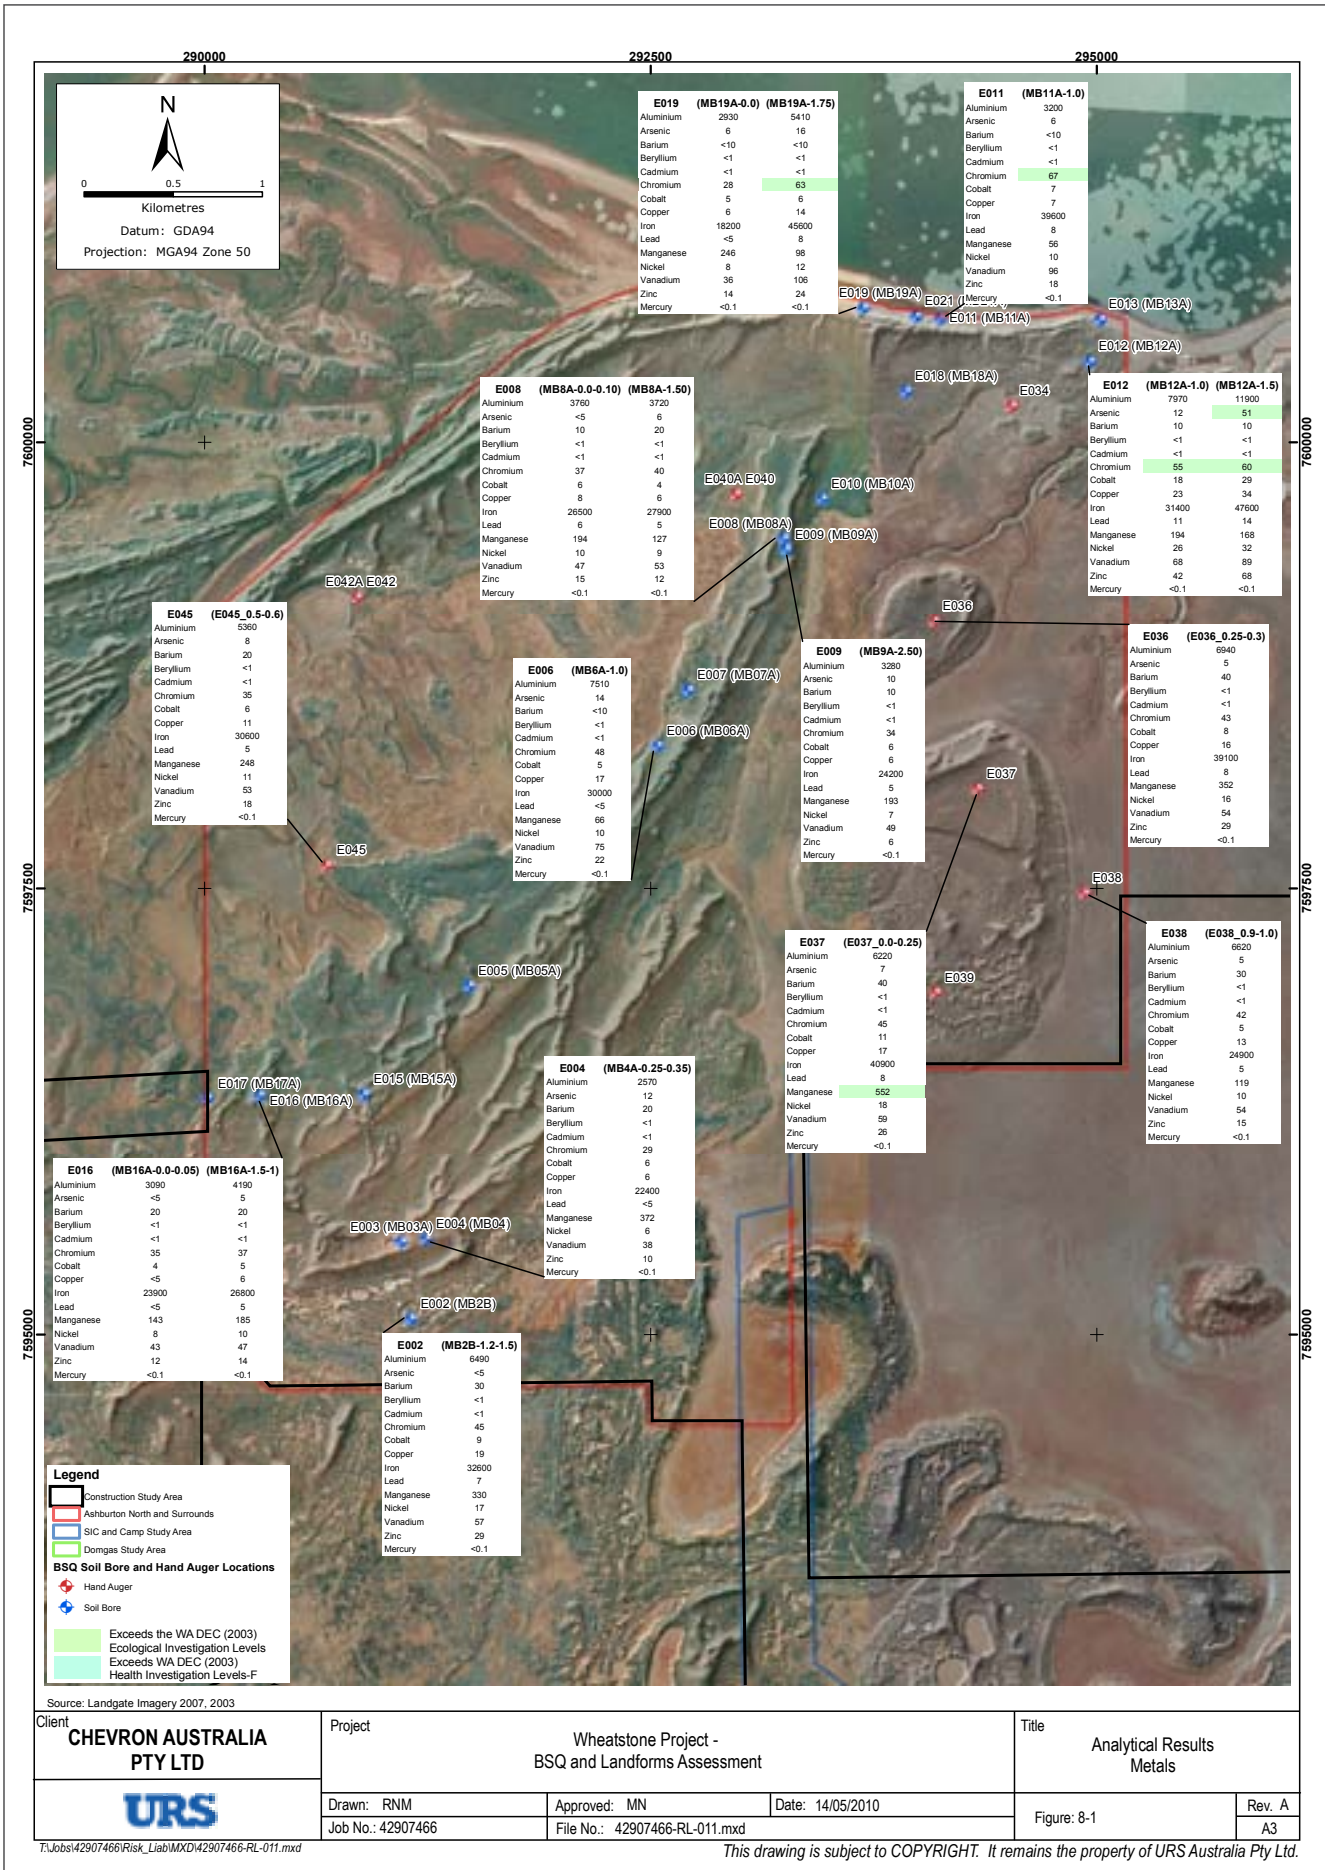 290000
292500
295000
N
0 0.5 1
Kilometres
Datum: GDA94
Projection: MGA94 Zone 50
E019 (MB19A-0.0) (MB19A-1.75)
Aluminium 2930 5410
Arsenic 6 16
Barium <10 <10
Beryllium <1 <1
Cadmium <1 <1
Chromium 28 63
Cobalt 5 6
Copper 6 14
Iron 18200 45600
Lead <5 8
Manganese 246 98
Nickel 8 12
Vanadium 36 106
Zinc 14 24
Mercury <0.1 <0.1
E011 (MB11A-1.0)
Aluminium 3200
Arsenic 6
Barium <10
Beryllium <1
Cadmium <1
Chromium 67
Cobalt 7
Copper 7
Iron 39600
Lead 8
Manganese 56
Nickel 10
Vanadium 96
Zinc 18
Mercury <0.1
E019 (MB19A)
E021
E011 (MB11A)
E013 (MB13A)
E012 (MB12A)
E018 (MB18A)
E034
E008 (MB8A-0.0-0.10) (MB8A-1.50)
Aluminium 3760 3720
Arsenic <5 6
Barium 10 20
Beryllium <1 <1
Cadmium <1 <1
Chromium 37 40
Cobalt 6 4
Copper 8 6
Iron 26500 27900
Lead 6 5
Manganese 194 127
Nickel 10 9
Vanadium 47 53
Zinc 15 12
Mercury <0.1 <0.1
E012 (MB12A-1.0) (MB12A-1.5)
Aluminium 7970 11900
Arsenic 12 51
Barium 10 10
Beryllium <1 <1
Cadmium <1 <1
Chromium 55 60
Cobalt 18 29
Copper 23 34
Iron 31400 47600
Lead 11 14
Manganese 194 168
Nickel 26 32
Vanadium 68 89
Zinc 42 68
Mercury <0.1 <0.1
7600000
7600000
E040A E040
E010 (MB10A)
E008 (MB08A)
E009 (MB09A)
E042A E042
E036
E045 (E045_0.5-0.6)
Aluminium 5360
Arsenic 8
Barium 20
Beryllium <1
Cadmium <1
Chromium 35
Cobalt 6
Copper 11
Iron 30600
Lead 5
Manganese 248
Nickel 11
Vanadium 53
Zinc 18
Mercury <0.1
E006 (MB6A-1.0)
Aluminium 7510
Arsenic 14
Barium <10
Beryllium <1
Cadmium <1
Chromium 48
Cobalt 5
Copper 17
Iron 30000
Lead <5
Manganese 66
Nickel 10
Vanadium 75
Zinc 22
Mercury <0.1
E009 (MB9A-2.50)
Aluminium 3280
Arsenic 10
Barium 10
Beryllium <1
Cadmium <1
Chromium 34
Cobalt 6
Copper 6
Iron 24200
Lead 5
Manganese 193
Nickel 7
Vanadium 49
Zinc 6
Mercury <0.1
E036 (E036_0.25-0.3)
Aluminium 6940
Arsenic 5
Barium 40
Beryllium <1
Cadmium <1
Chromium 43
Cobalt 8
Copper 16
Iron 39100
Lead 8
Manganese 352
Nickel 16
Vanadium 54
Zinc 29
Mercury <0.1
E007 (MB07A)
E006 (MB06A)
E037
E045
E038
7597500
7597500
E037 (E037_0.0-0.25)
Aluminium 6220
Arsenic 7
Barium 40
Beryllium <1
Cadmium <1
Chromium 45
Cobalt 11
Copper 17
Iron 40900
Lead 8
Manganese 552
Nickel 18
Vanadium 59
Zinc 26
Mercury <0.1
E038 (E038_0.9-1.0)
Aluminium 6620
Arsenic 5
Barium 30
Beryllium <1
Cadmium <1
Chromium 42
Cobalt 5
Copper 13
Iron 24900
Lead 5
Manganese 119
Nickel 10
Vanadium 54
Zinc 15
Mercury <0.1
E005 (MB05A)
E039
E017 (MB17A)
E016 (MB16A)
E015 (MB15A)
E004 (MB4A-0.25-0.35)
Aluminium 2570
Arsenic 12
Barium 20
Beryllium <1
Cadmium <1
Chromium 29
Cobalt 6
Copper 6
Iron 22400
Lead <5
Manganese 372
Nickel 6
Vanadium 38
Zinc 10
Mercury <0.1
E016 (MB16A-0.0-0.05) (MB16A-1.5-1)
Aluminium 3090 4190
Arsenic <5 5
Barium 20 20
Beryllium <1 <1
Cadmium <1 <1
Chromium 35 37
Cobalt 4 5
Copper <5 6
Iron 23900 26800
Lead <5 5
Manganese 143 185
Nickel 8 10
Vanadium 43 47
Zinc 12 14
Mercury <0.1 <0.1
E003 (MB03A)
E004 (MB04)
E002 (MB2B)
7595000
7595000
E002 (MB2B-1.2-1.5)
Aluminium 6490
Arsenic <5
Barium 30
Beryllium <1
Cadmium <1
Chromium 45
Cobalt 9
Copper 19
Iron 32600
Lead 7
Manganese 330
Nickel 17
Vanadium 57
Zinc 29
Mercury <0.1
Legend
Construction Study Area
Ashburton North and Surrounds
SIC and Camp Study Area
Domgas Study Area
BSQ Soil Bore and Hand Auger Locations
Hand Auger
Soil Bore
Exceeds the WA DEC (2003)
Ecological Investigation Levels
Exceeds WA DEC (2003)
Health Investigation Levels-F
Source: Landgate Imagery 2007, 2003
Client
CHEVRON AUSTRALIA
PTY LTD
URS
Project
Wheatstone Project -
BSQ and Landforms Assessment
Title
Analytical Results
Metals
Drawn: RNM
Approved: MN
Date: 14/05/2010
Job No.: 42907466
File No.: 42907466-RL-011.mxd
Figure: 8-1
Rev. A
A3
T:\Jobs\42907466\Risk_Liab\MXD\42907466-RL-011.mxd
This drawing is subject to COPYRIGHT. It remains the property of URS Australia Pty Ltd.